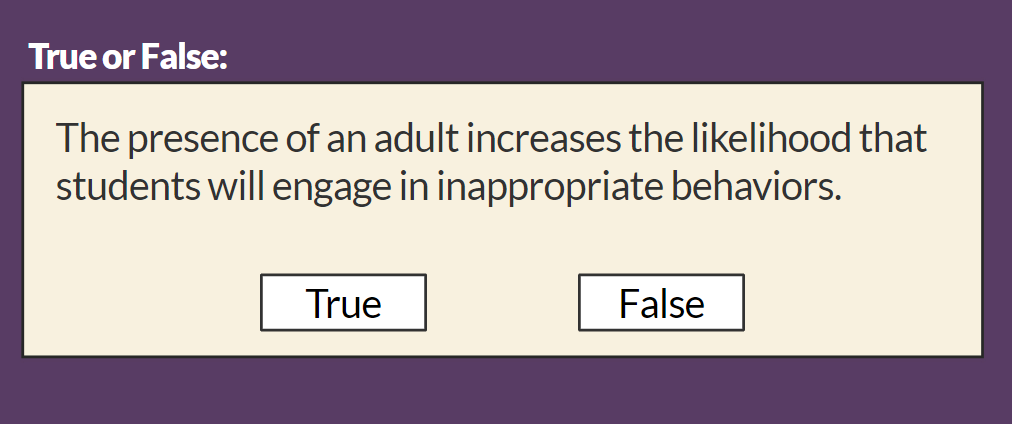 True or False:
The presence of an adult increases the likelihood that
students will engage in inappropriate behaviors.
True
False